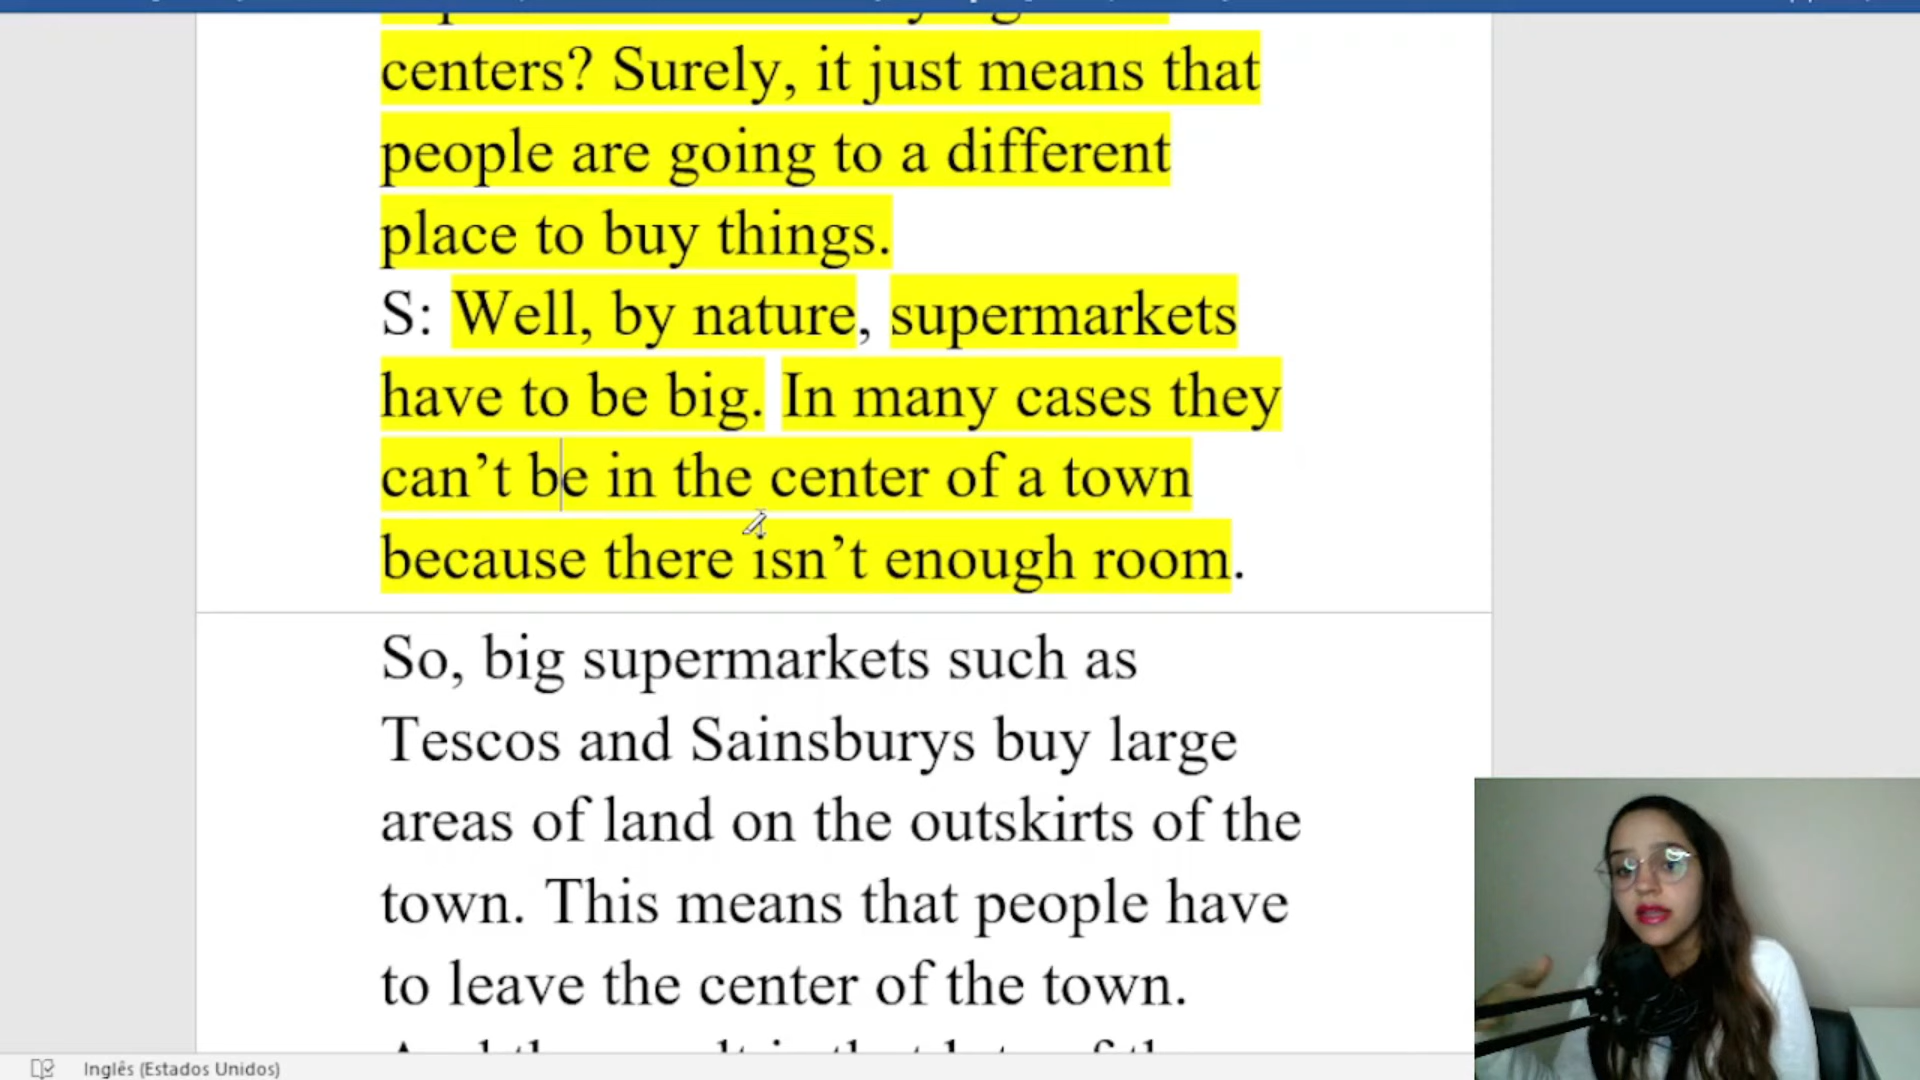 centers? Surely, it just means that
people are going to a different
place to buy things.
S: Well, by nature, supermarkets
have to be big. In many cases they
can’t be in the center of a town
because there isn’t enough room.
So, big supermarkets such as
Tescos and Sainsburys buy large
areas of land on the outskirts of the
town. This means that people have
to leave the center of the town.
Inglês (Estados Unidos)